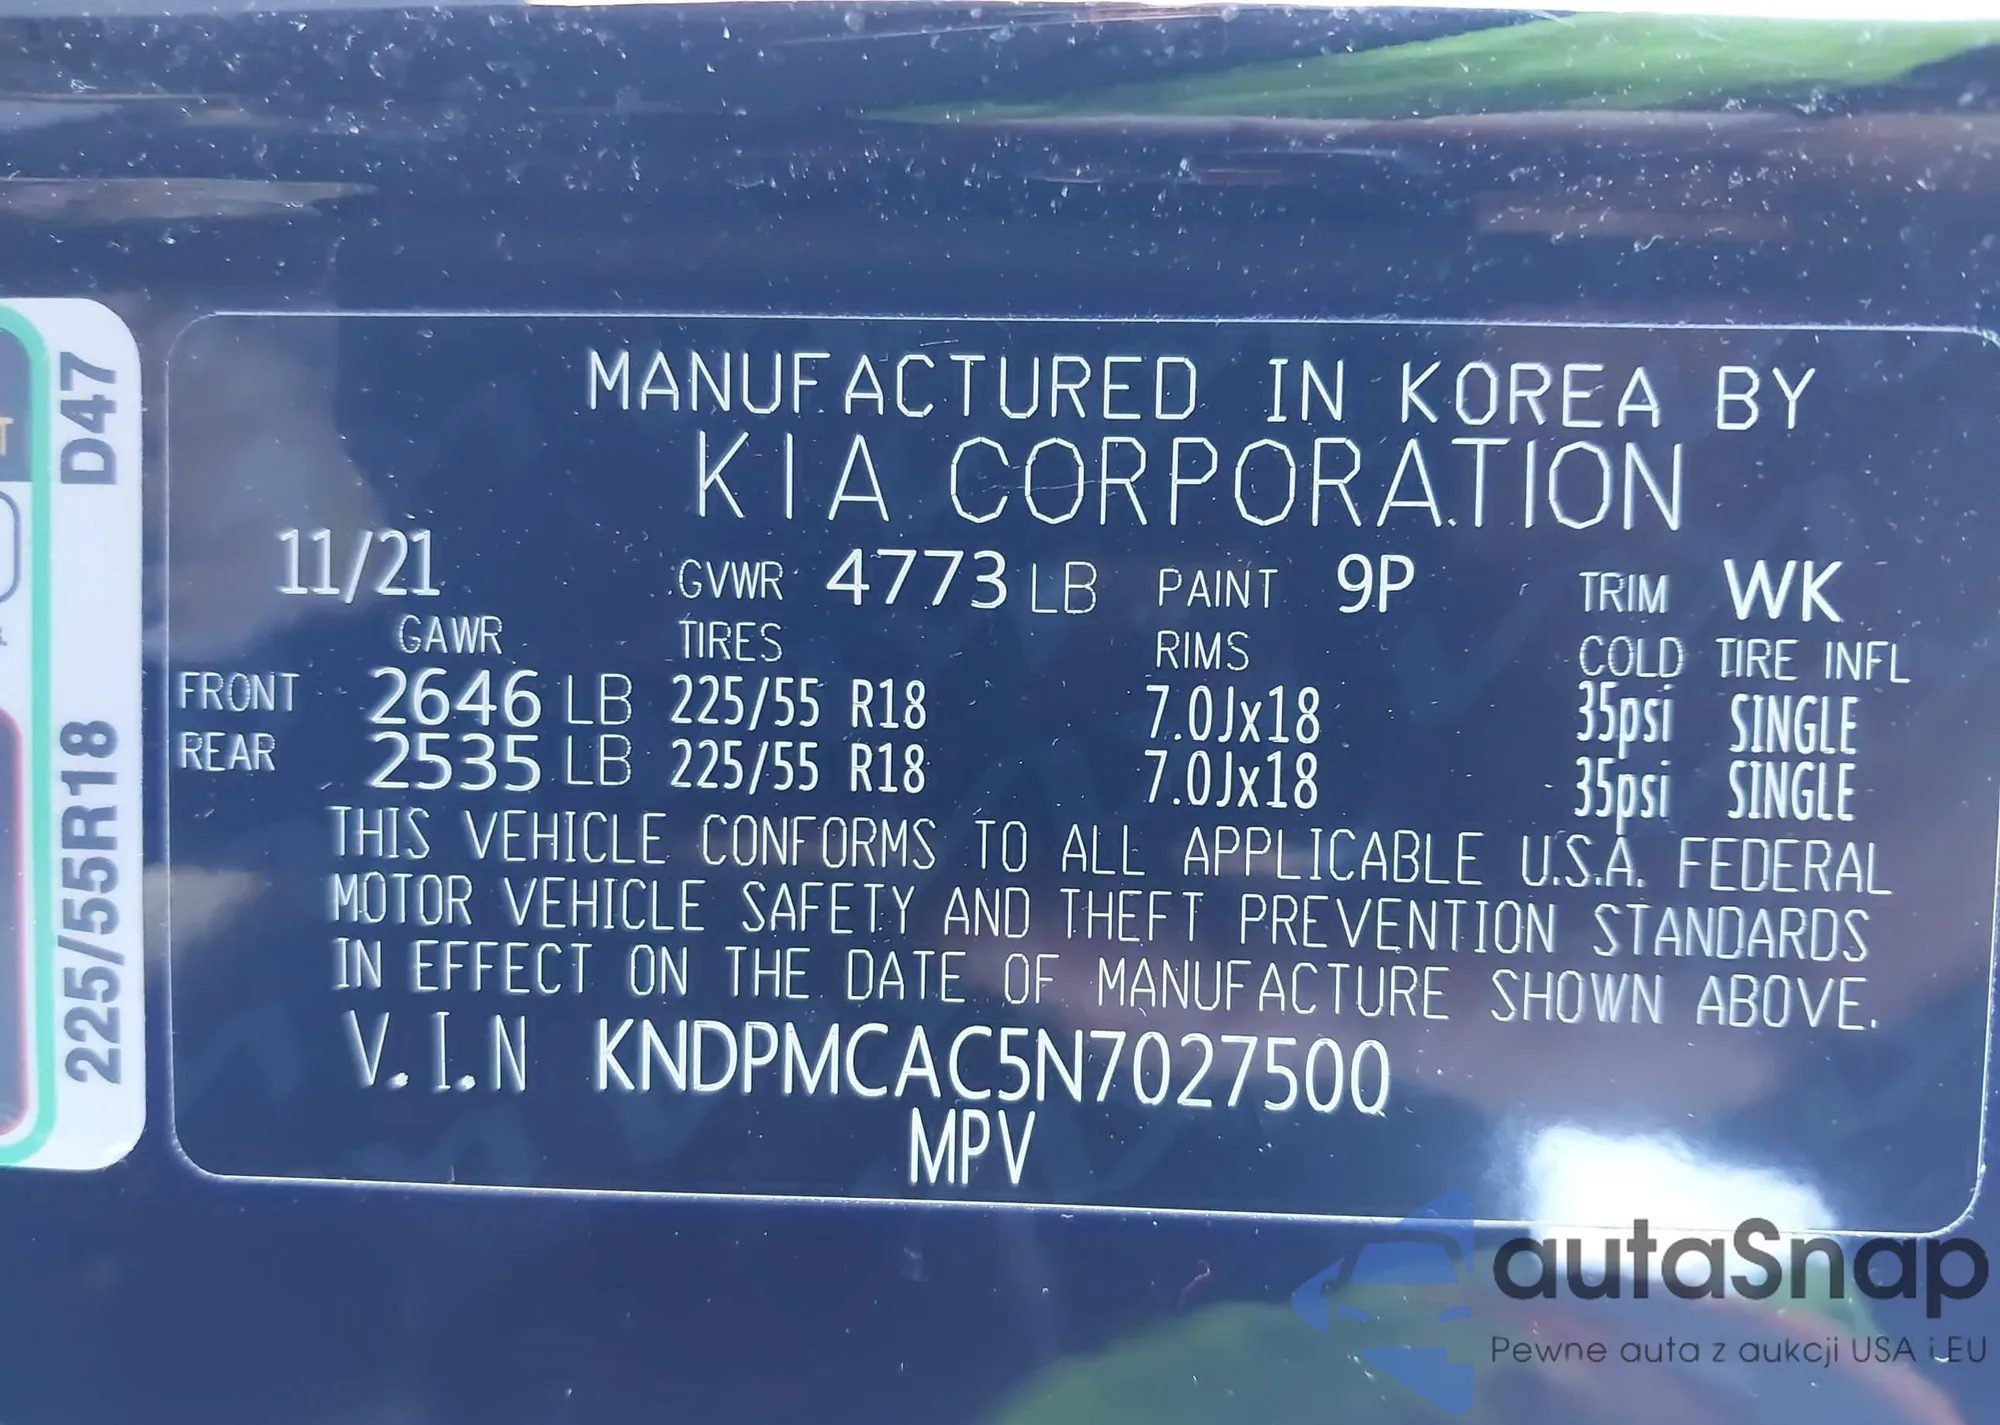 MANUFACTURED IN KOREA BY
KIA CORPORATION
11/21 GVWR 4773 LB PAINT 9P TRIM WK
GAWR TIRES RIMS COLD TIRE INFL
FRONT 2646 LB 225/55 R18 7.0Jx18 35psi SINGLE
REAR 2535 LB 225/55 R18 7.0Jx18 35psi SINGLE
THIS VEHICLE CONFORMS TO ALL APPLICABLE U.S.A. FEDERAL
MOTOR VEHICLE SAFETY AND THEFT PREVENTION STANDARDS
IN EFFECT ON THE DATE OF MANUFACTURE SHOWN ABOVE.
V.I.N KNDPMCAC5N7027500
MPV
225/55R18 D47
autaSnap
Pewne auta z aukcji USA i EU